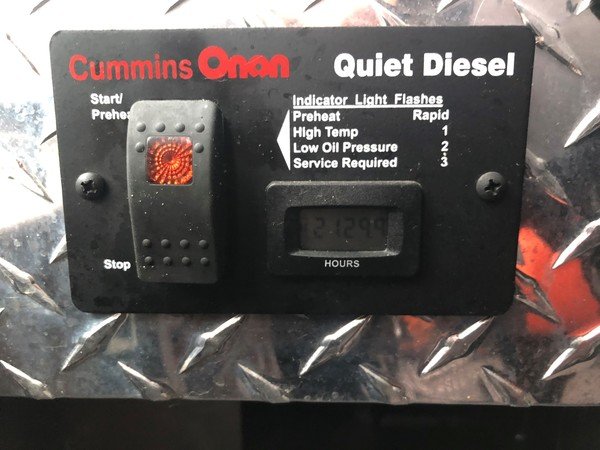 Cummins Onan
Quiet Diesel
Start/
Prehea
Indicator Light Flashes
Preheat Rapid
High Temp 1
Low Oil Pressure 2
Service Required 3
Stop
HOURS